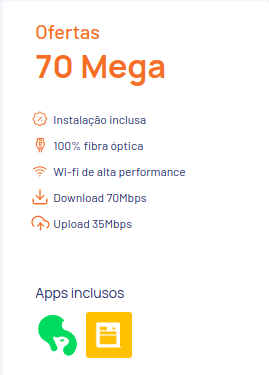 Ofertas
70 Mega
Instalação inclusa
100% fibra óptica
Wi-fi de alta performance
Download 70Mbps
Upload 35Mbps
Apps inclusos